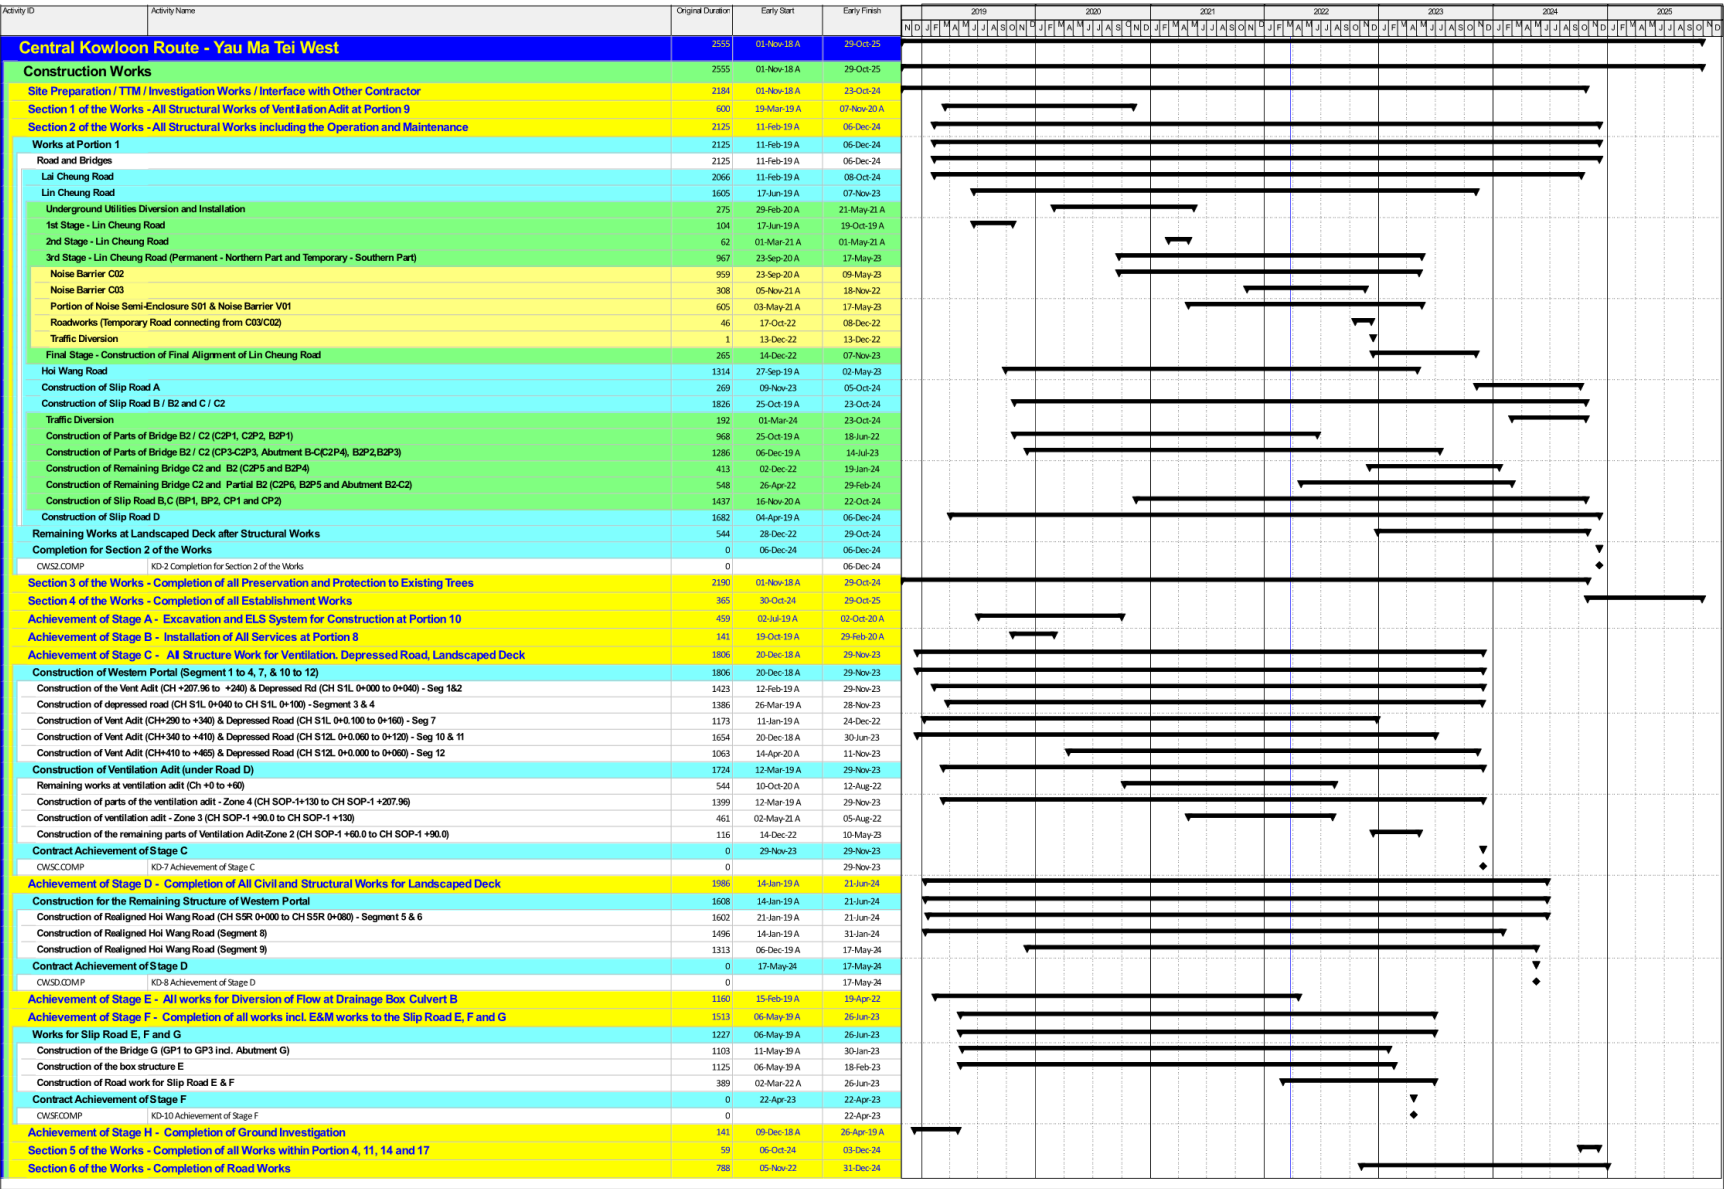 Activity ID Activity Name Original Duration Early Start Early Finish 2019 2020 2021 2022 2023 2024 2025
N D J F M A M J J A S O N D J F M A M J J A S O N D J F M A M J J A S O N D J F M A M J J A S O N D J F M A M J J A S O N D J F M A M J J A S O N D J F M A M J J A S O N D
Central Kowloon Route - Yau Ma Tei West 2555 01-Nov-18 A 29-Oct-25
Construction Works 2555 01-Nov-18 A 29-Oct-25
Site Preparation / TTM / Investigation Works / Interface with Other Contractor 2184 01-Nov-18 A 23-Oct-24
Section 1 of the Works - All Structural Works of Ventilation Adit at Portion 9 600 19-Mar-19 A 07-Nov-20 A
Section 2 of the Works - All Structural Works including the Operation and Maintenance 2125 11-Feb-19 A 06-Dec-24
Works at Portion 1 2125 11-Feb-19 A 06-Dec-24
Road and Bridges 2125 11-Feb-19 A 06-Dec-24
Lai Cheung Road 2066 11-Feb-19 A 08-Oct-24
Lin Cheung Road 1605 17-Jun-19 A 07-Nov-23
Underground Utilities Diversion and Installation 275 29-Feb-20 A 21-May-21 A
1st Stage - Lin Cheung Road 104 17-Jun-19 A 19-Oct-19 A
2nd Stage - Lin Cheung Road 62 01-Mar-21 A 01-May-21 A
3rd Stage - Lin Cheung Road (Permanent - Northern Part and Temporary - Southern Part) 967 23-Sep-20 A 17-May-23
Noise Barrier C02 959 23-Sep-20 A 09-May-23
Noise Barrier C03 308 05-Nov-21 A 18-Nov-22
Portion of Noise Semi-Enclosure S01 & Noise Barrier V01 605 03-May-21 A 17-May-23
Roadworks (Temporary Road connecting from C03/C02) 46 17-Oct-22 08-Dec-22
Traffic Diversion 1 13-Dec-22 13-Dec-22
Final Stage - Construction of Final Alignment of Lin Cheung Road 265 14-Dec-22 07-Nov-23
Hoi Wang Road 1314 27-Sep-19 A 02-May-23
Construction of Slip Road A 269 09-Nov-23 05-Oct-24
Construction of Slip Road B / B2 and C / C2 1826 25-Oct-19 A 23-Oct-24
Traffic Diversion 192 01-Mar-24 23-Oct-24
Construction of Parts of Bridge B2 / C2 (C2P1, C2P2, B2P1) 968 25-Oct-19 A 18-Jun-22
Construction of Parts of Bridge B2 / C2 (CP3-C2P3, Abutment B-C(C2P4), B2P2,B2P3) 1286 06-Dec-19 A 14-Jul-23
Construction of Remaining Bridge C2 and B2 (C2P5 and B2P4) 413 02-Dec-22 19-Jan-24
Construction of Remaining Bridge C2 and Partial B2 (C2P6, B2P5 and Abutment B2-C2) 548 26-Apr-22 29-Feb-24
Construction of Slip Road B,C (BP1, BP2, CP1 and CP2) 1437 16-Nov-20 A 22-Oct-24
Construction of Slip Road D 1682 04-Apr-19 A 06-Dec-24
Remaining Works at Landscaped Deck after Structural Works 544 28-Dec-22 29-Oct-24
Completion for Section 2 of the Works 0 06-Dec-24 06-Dec-24
CW.S2.COMP KD-2 Completion for Section 2 of the Works 0 06-Dec-24
Section 3 of the Works - Completion of all Preservation and Protection to Existing Trees 2190 01-Nov-18 A 29-Oct-24
Section 4 of the Works - Completion of all Establishment Works 365 30-Oct-24 29-Oct-25
Achievement of Stage A - Excavation and ELS System for Construction at Portion 10 459 02-Jul-19 A 02-Oct-20 A
Achievement of Stage B - Installation of All Services at Portion 8 141 19-Oct-19 A 29-Feb-20 A
Achievement of Stage C - All Structure Work for Ventilation. Depressed Road, Landscaped Deck 1806 20-Dec-18 A 29-Nov-23
Construction of Western Portal (Segment 1 to 4, 7, & 10 to 12) 1806 20-Dec-18 A 29-Nov-23
Construction of the Vent Adit (CH +207.96 to +240) & Depressed Rd (CH S1L 0+000 to 0+040) - Seg 1&2 1423 12-Feb-19 A 29-Nov-23
Construction of depressed road (CH S1L 0+040 to CH S1L 0+100) - Segment 3 & 4 1386 26-Mar-19 A 28-Nov-23
Construction of Vent Adit (CH+290 to +340) & Depressed Road (CH S1L 0+0.100 to 0+160) - Seg 7 1173 11-Jan-19 A 24-Dec-22
Construction of Vent Adit (CH+340 to +410) & Depressed Road (CH S12L 0+0.060 to 0+120) - Seg 10 & 11 1654 20-Dec-18 A 30-Jun-23
Construction of Vent Adit (CH+410 to +465) & Depressed Road (CH S12L 0+0.000 to 0+060) - Seg 12 1063 14-Apr-20 A 11-Nov-23
Construction of Ventilation Adit (under Road D) 1724 12-Mar-19 A 29-Nov-23
Remaining works at ventilation adit (Ch +0 to +60) 544 10-Oct-20 A 12-Aug-22
Construction of parts of the ventilation adit - Zone 4 (CH SOP-1+130 to CH SOP-1 +207.96) 1399 12-Mar-19 A 29-Nov-23
Construction of ventilation adit - Zone 3 (CH SOP-1 +90.0 to CH SOP-1 +130) 461 02-May-21 A 05-Aug-22
Construction of the remaining parts of Ventilation Adit-Zone 2 (CH SOP-1 +60.0 to CH SOP-1 +90.0) 116 14-Dec-22 10-May-23
Contract Achievement of Stage C 0 29-Nov-23 29-Nov-23
CW.SC.COMP KD-7 Achievement of Stage C 0 29-Nov-23
Achievement of Stage D - Completion of All Civil and Structural Works for Landscaped Deck 1986 14-Jan-19 A 21-Jun-24
Construction for the Remaining Structure of Western Portal 1608 14-Jan-19 A 21-Jun-24
Construction of Realigned Hoi Wang Road (CH S5R 0+000 to CH S5R 0+080) - Segment 5 & 6 1602 21-Jan-19 A 21-Jun-24
Construction of Realigned Hoi Wang Road (Segment 8) 1496 14-Jan-19 A 31-Jan-24
Construction of Realigned Hoi Wang Road (Segment 9) 1313 06-Dec-19 A 17-May-24
Contract Achievement of Stage D 0 17-May-24 17-May-24
CW.SD.COMP KD-8 Achievement of Stage D 0 17-May-24
Achievement of Stage E - All works for Diversion of Flow at Drainage Box Culvert B 1160 15-Feb-19 A 19-Apr-22
Achievement of Stage F - Completion of all works incl. E&M works to the Slip Road E, F and G 1513 06-May-19 A 26-Jun-23
Works for Slip Road E, F and G 1227 06-May-19 A 26-Jun-23
Construction of the Bridge G (GP1 to GP3 incl. Abutment G) 1103 11-May-19 A 30-Jan-23
Construction of the box structure E 1125 06-May-19 A 18-Feb-23
Construction of Road work for Slip Road E & F 389 02-Mar-22 A 26-Jun-23
Contract Achievement of Stage F 0 22-Apr-23 22-Apr-23
CW.SF.COMP KD-10 Achievement of Stage F 0 22-Apr-23
Achievement of Stage H - Completion of Ground Investigation 141 09-Dec-18 A 26-Apr-19 A
Section 5 of the Works - Completion of all Works within Portion 4, 11, 14 and 17 59 06-Oct-24 03-Dec-24
Section 6 of the Works - Completion of Road Works 788 05-Nov-22 31-Dec-24